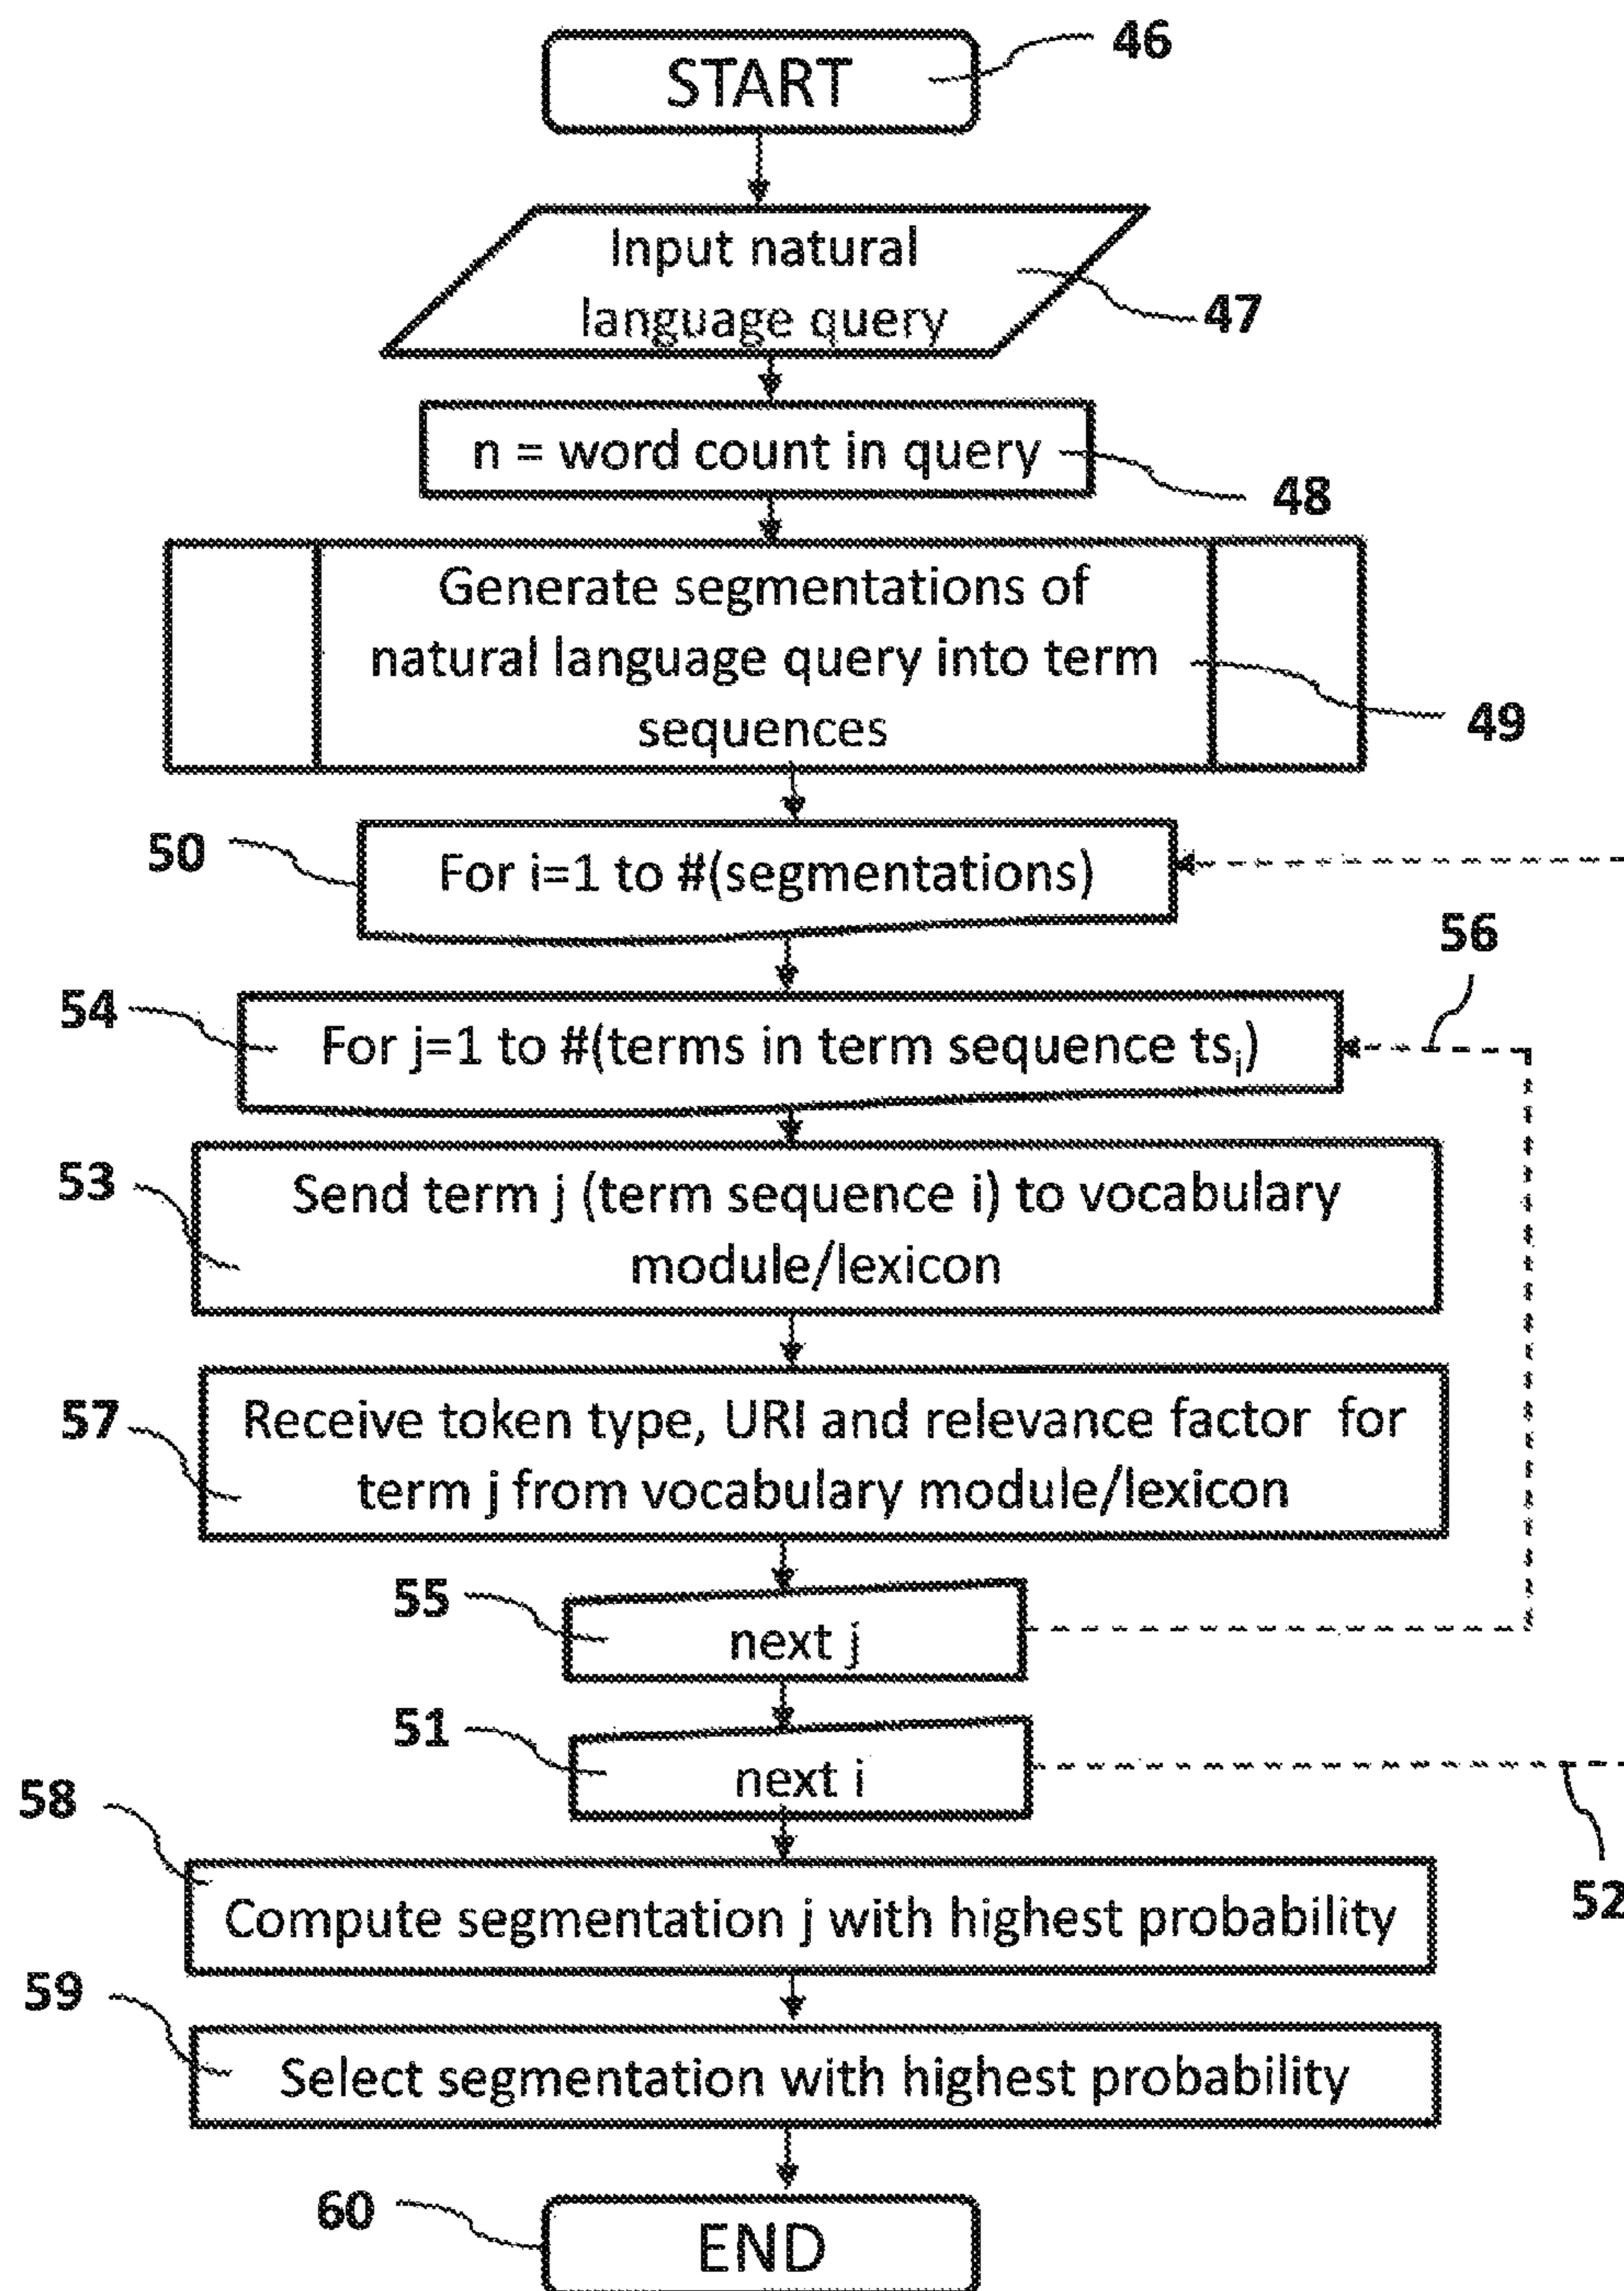 START
46
Input natural
language query
47
n = word count in query
48
Generate segmentations of
natural language query into term
sequences
49
50
For i=1 to #(segmentations)
56
54
For j=1 to #(terms in term sequence tsᵢ)
53
Send term j (term sequence i) to vocabulary
module/lexicon
57
Receive token type, URI and relevance factor for
term j from vocabulary module/lexicon
55
next j
51
next i
58
52
Compute segmentation j with highest probability
59
Select segmentation with highest probability
60
END